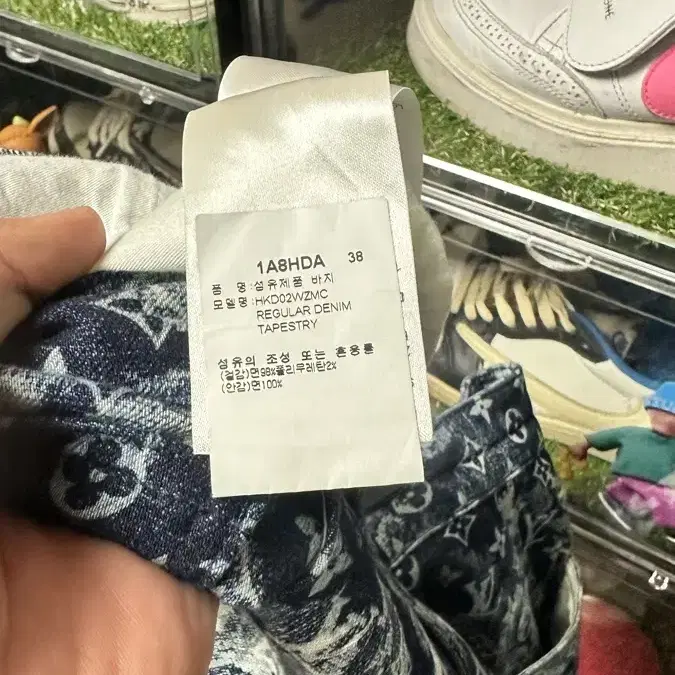 1A8HDA 38
품 명:섬유제품 바지
모델명:HKD02WZMC
REGULAR DENIM
TAPESTRY
섬유의 조성 또는 혼용률
(겉감)면98%폴리우레탄2%
(안감)면100%